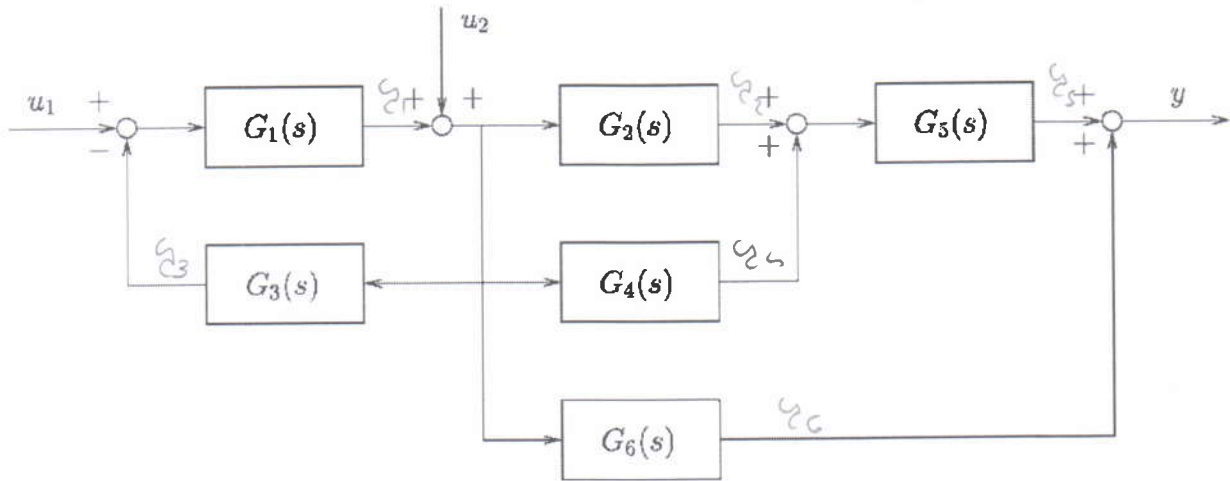 u₂
u₁ + − G₁(s) + + G₂(s) + + G₅(s) + + y
G₃(s) G₄(s)
G₆(s)